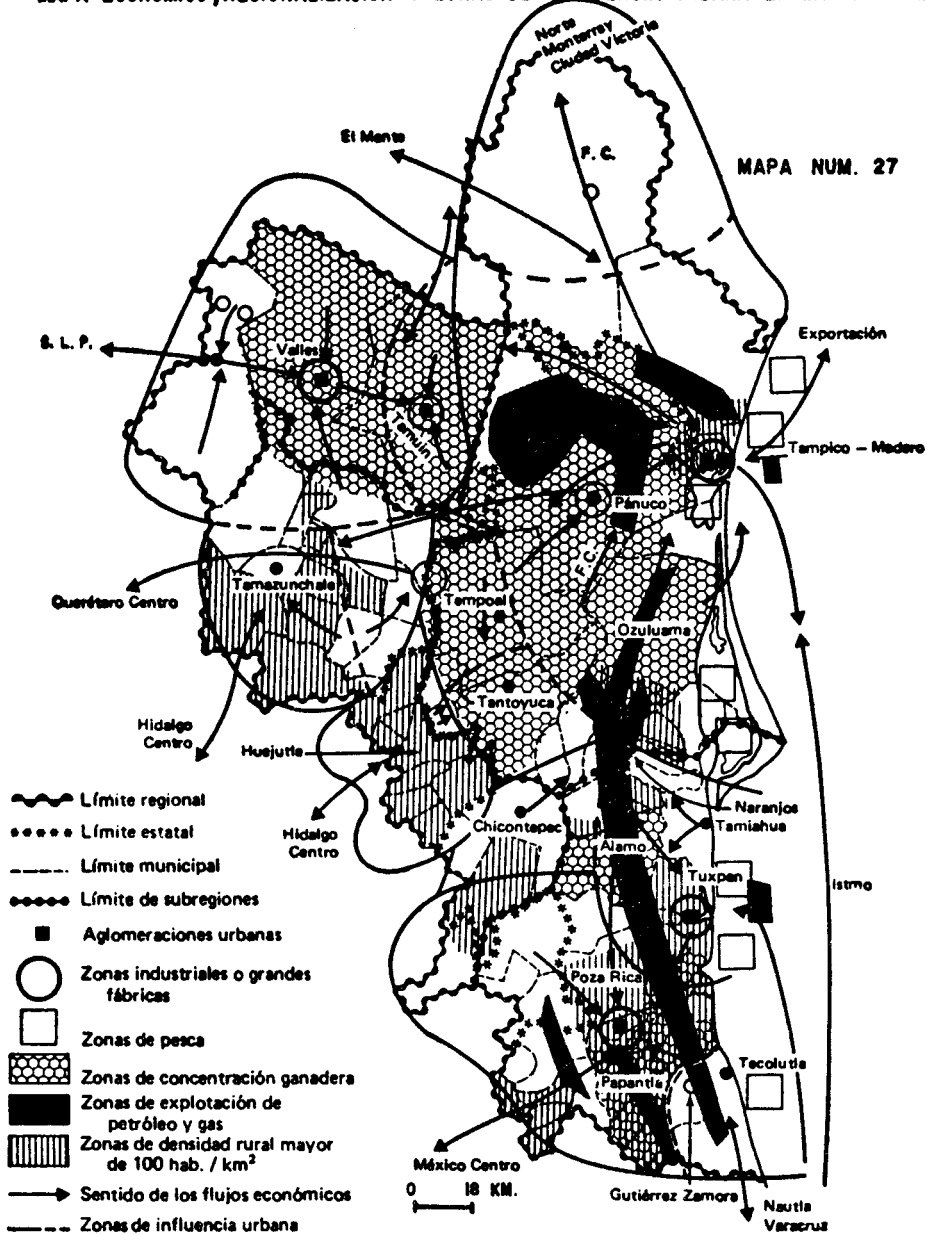 Norte
Monterrey
Ciudad Victoria
El Mante
F. C.
MAPA NUM. 27
Exportación
S. L. P.
Valles
Tamuín
Tampico – Madero
Pánuco
F.C.
Querétaro Centro
Tamazunchale
Tempoal
Ozuluama
Tantoyuca
Hidalgo
Centro
Huejutla
Naranjos
Hidalgo
Centro
Chicontepec
Tamiahua
Alamo
Tuxpan
Istmo
Poza Rica
Tecolutla
Papantla
México Centro
Gutiérrez Zamora
Nautla
Varacruz
Límite regional
Límite estatal
Límite municipal
Límite de subregiones
Aglomeraciones urbanas
Zonas industriales o grandes
fábricas
Zonas de pesca
Zonas de concentración ganadera
Zonas de explotación de
petróleo y gas
Zonas de densidad rural mayor
de 100 hab. / km²
Sentido de los flujos económicos
Zonas de influencia urbana
0 18 KM.